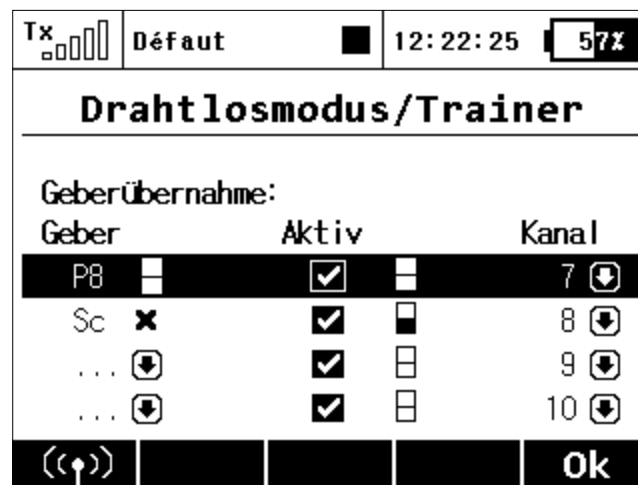 Tx Défaut 12:22:25 57%
Drahtlosmodus/Trainer
Geberübernahme:
Geber Aktiv Kanal
P8 7
Sc 8
... 9
... 10
Ok